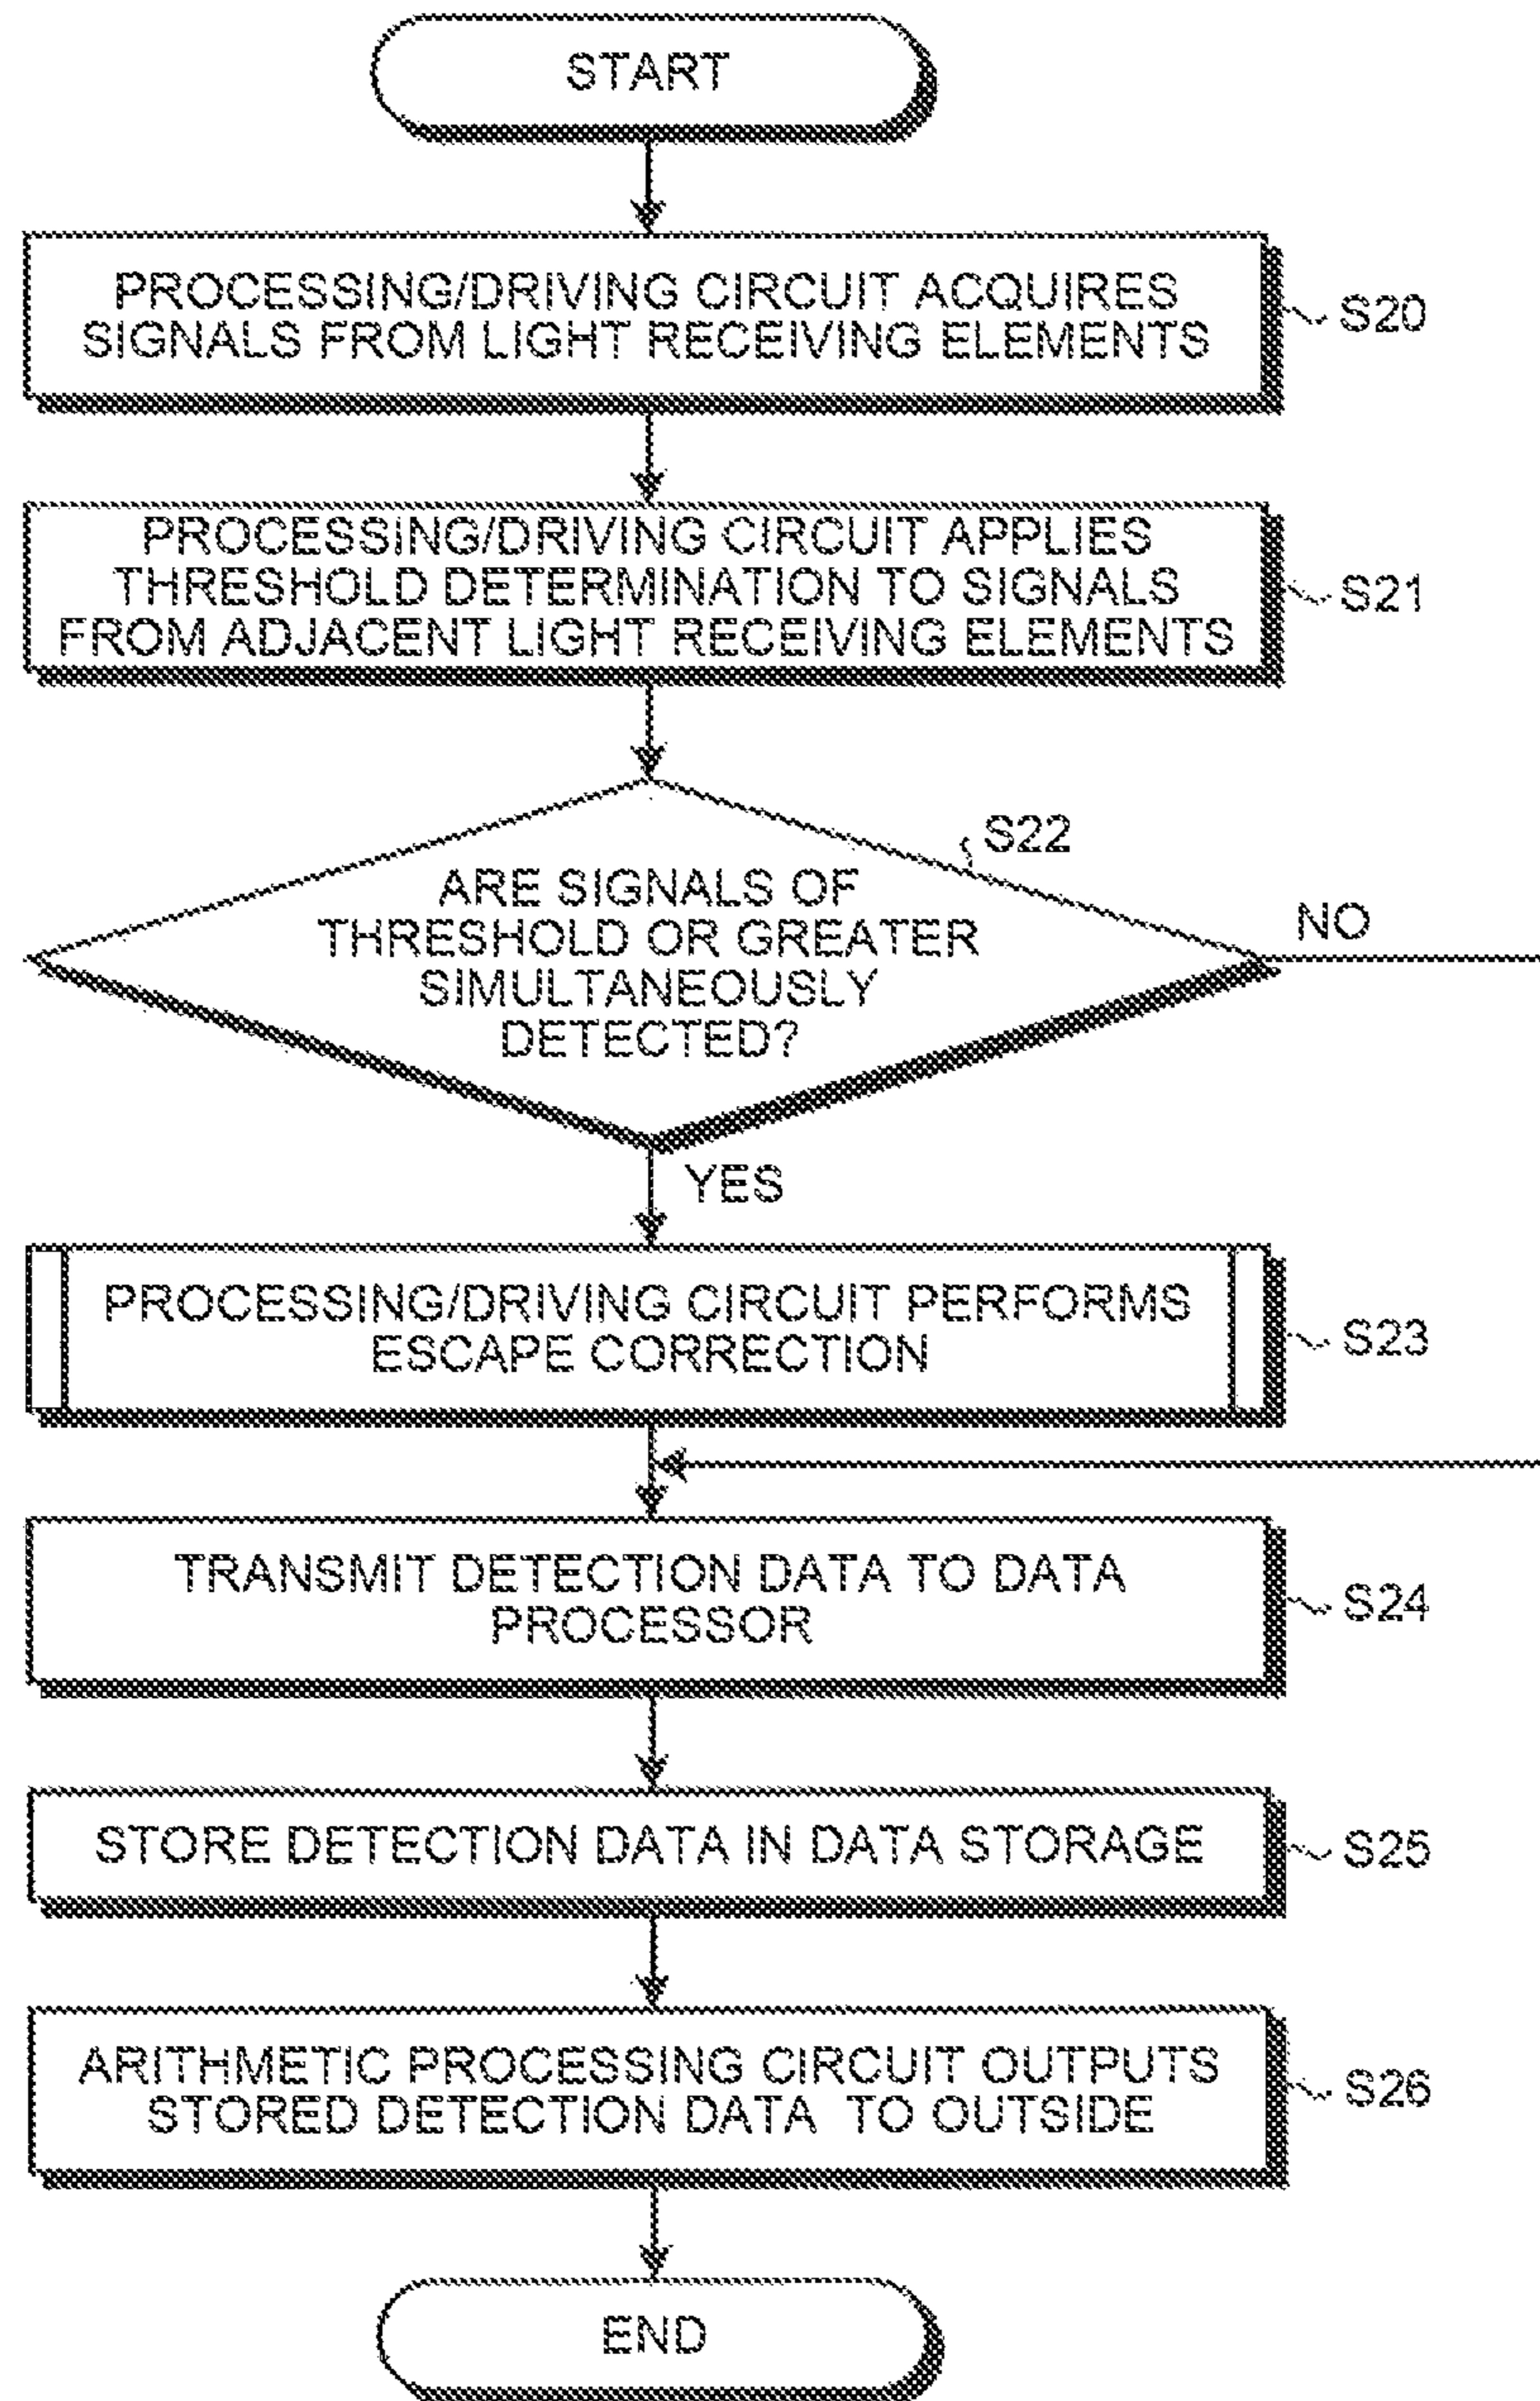 START
PROCESSING/DRIVING CIRCUIT ACQUIRES
SIGNALS FROM LIGHT RECEIVING ELEMENTS
S20
PROCESSING/DRIVING CIRCUIT APPLIES
THRESHOLD DETERMINATION TO SIGNALS
FROM ADJACENT LIGHT RECEIVING ELEMENTS
S21
S22
ARE SIGNALS OF
THRESHOLD OR GREATER
SIMULTANEOUSLY
DETECTED?
NO
YES
PROCESSING/DRIVING CIRCUIT PERFORMS
ESCAPE CORRECTION
S23
TRANSMIT DETECTION DATA TO DATA
PROCESSOR
S24
STORE DETECTION DATA IN DATA STORAGE
S25
ARITHMETIC PROCESSING CIRCUIT OUTPUTS
STORED DETECTION DATA TO OUTSIDE
S26
END